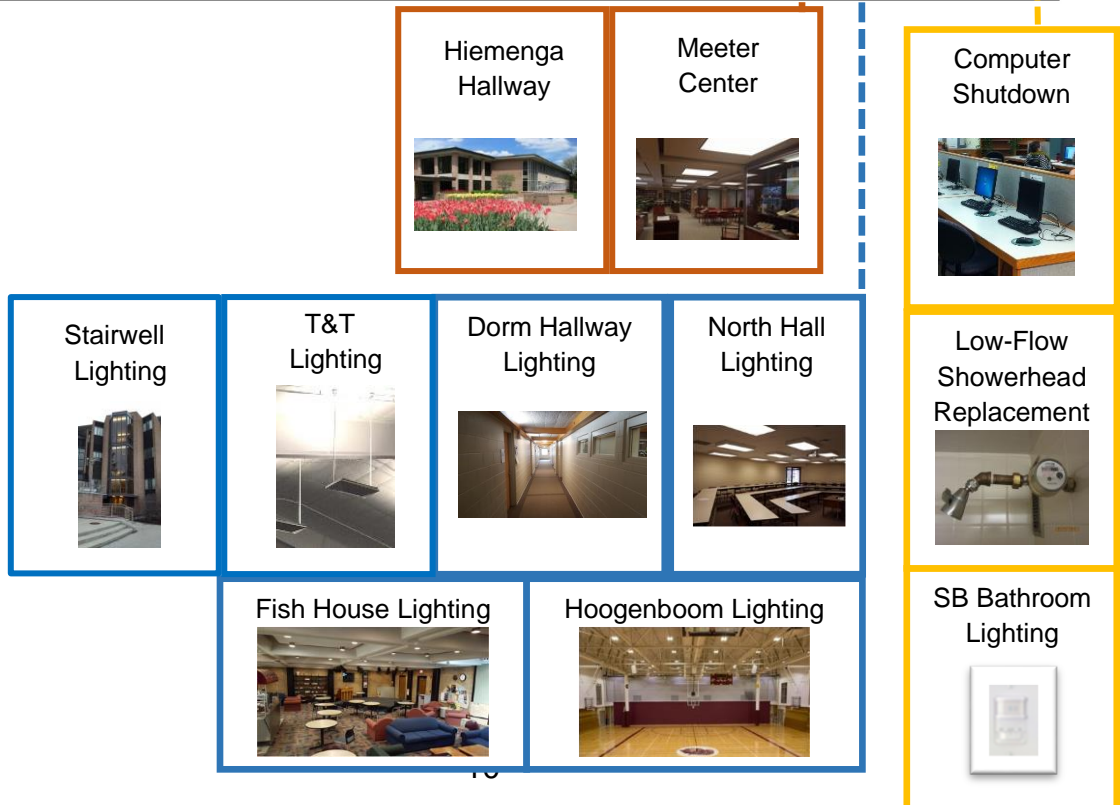 Hiemenga
Hallway
Meeter
Center
Computer
Shutdown
Stairwell
Lighting
T&T
Lighting
Dorm Hallway
Lighting
North Hall
Lighting
Low-Flow
Showerhead
Replacement
Fish House Lighting
Hoogenboom Lighting
SB Bathroom
Lighting